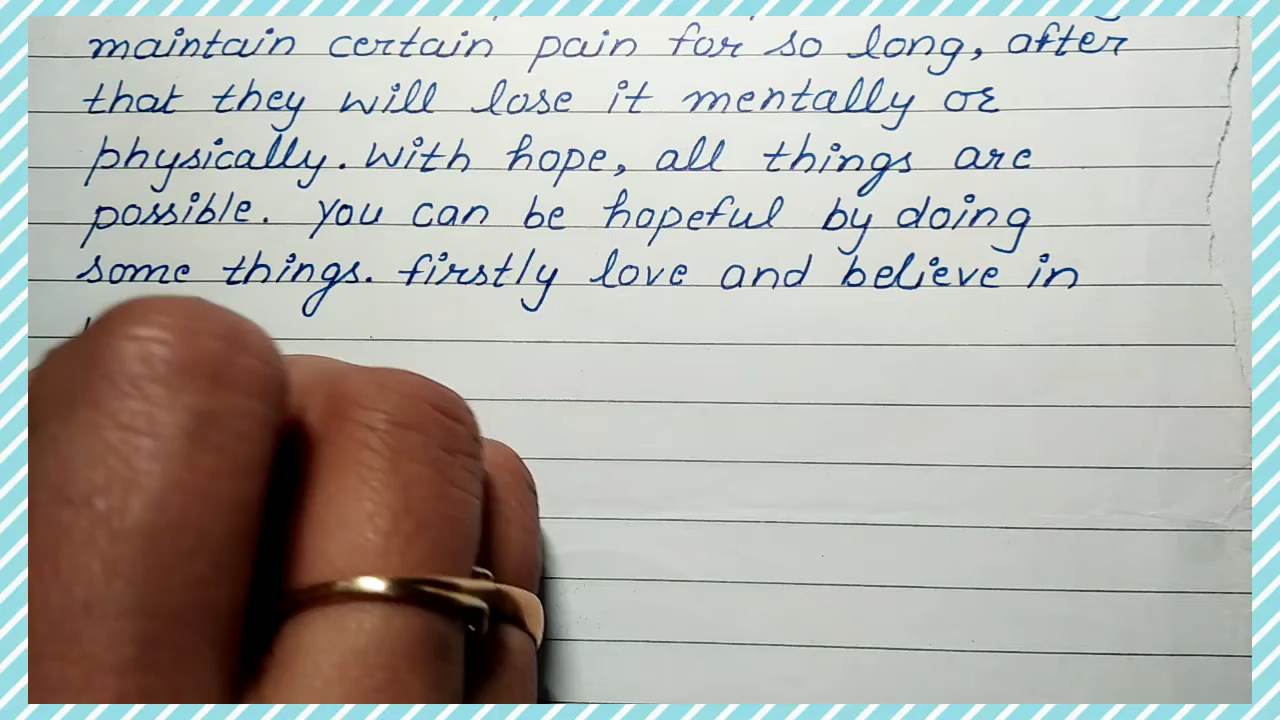 maintain certain pain for so long, after
that they will lose it mentally or
physically. With hope, all things are
possible. You can be hopeful by doing
some things. firstly love and believe in